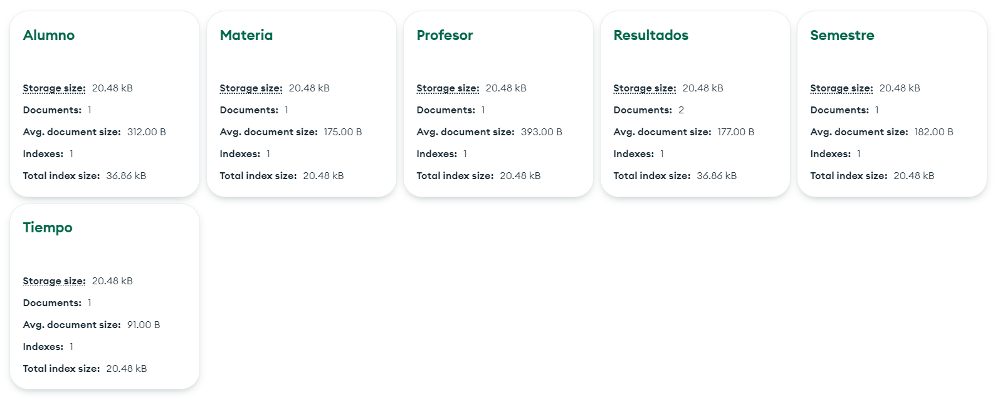 Alumno
Storage size: 20.48 kB
Documents: 1
Avg. document size: 312.00 B
Indexes: 1
Total index size: 36.86 kB
Materia
Storage size: 20.48 kB
Documents: 1
Avg. document size: 175.00 B
Indexes: 1
Total index size: 20.48 kB
Profesor
Storage size: 20.48 kB
Documents: 1
Avg. document size: 393.00 B
Indexes: 1
Total index size: 20.48 kB
Resultados
Storage size: 20.48 kB
Documents: 2
Avg. document size: 177.00 B
Indexes: 1
Total index size: 36.86 kB
Semestre
Storage size: 20.48 kB
Documents: 1
Avg. document size: 182.00 B
Indexes: 1
Total index size: 20.48 kB
Tiempo
Storage size: 20.48 kB
Documents: 1
Avg. document size: 91.00 B
Indexes: 1
Total index size: 20.48 kB